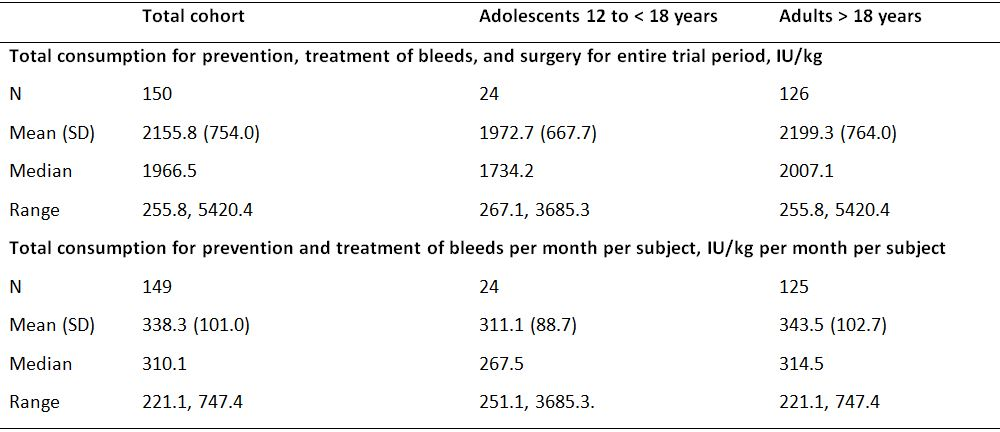 Total cohort Adolescents 12 to < 18 years Adults > 18 years
Total consumption for prevention, treatment of bleeds, and surgery for entire trial period, IU/kg
N 150 24 126
Mean (SD) 2155.8 (754.0) 1972.7 (667.7) 2199.3 (764.0)
Median 1966.5 1734.2 2007.1
Range 255.8, 5420.4 267.1, 3685.3 255.8, 5420.4
Total consumption for prevention and treatment of bleeds per month per subject, IU/kg per month per subject
N 149 24 125
Mean (SD) 338.3 (101.0) 311.1 (88.7) 343.5 (102.7)
Median 310.1 267.5 314.5
Range 221.1, 747.4 251.1, 3685.3. 221.1, 747.4